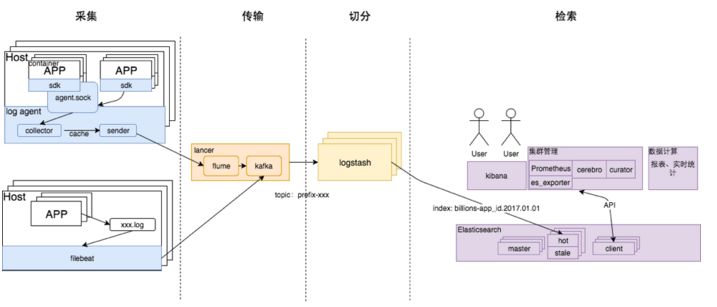 采集
传输
切分
检索
Host
container
APP
APP
sdk
sdk
agent.sock
log agent
collector
cache
sender
Host
APP
xxx.log
filebeat
lancer
flume
kafka
topic：prefix-xxx
logstash
User
User
kibana
集群管理
Prometheus
cerebro
curator
es_exporter
数据计算
报表、实时统
计
API
index: billions-app_id.2017.01.01
Elasticsearch
master
hot
stale
client